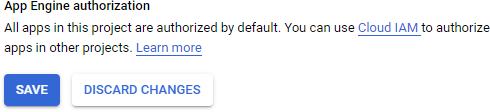 App Engine authorization
All apps in this project are authorized by default. You can use Cloud IAM to authorize
apps in other projects. Learn more
SAVE DISCARD CHANGES